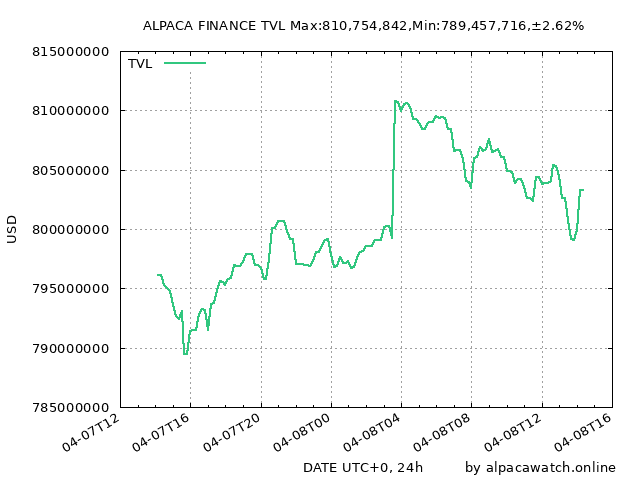 ALPACA FINANCE TVL Max:810,754,842,Min:789,457,716,±2.62%
815000000
TVL
810000000
805000000
800000000
USD
795000000
790000000
785000000
04-07T12 04-07T16 04-07T20 04-08T00 04-08T04 04-08T08 04-08T12 04-08T16
DATE UTC+0, 24h by alpacawatch.online